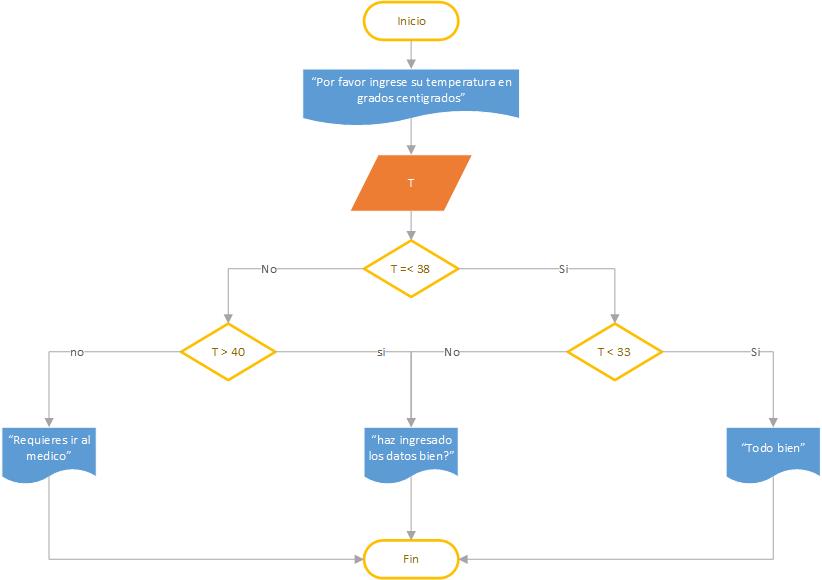 Inicio
“Por favor ingrese su temperatura en
grados centigrados”
T
T =< 38
No
Si
T > 40
T < 33
no
si
No
Si
“Requieres ir al
medico”
“haz ingresado
los datos bien?”
“Todo bien”
Fin